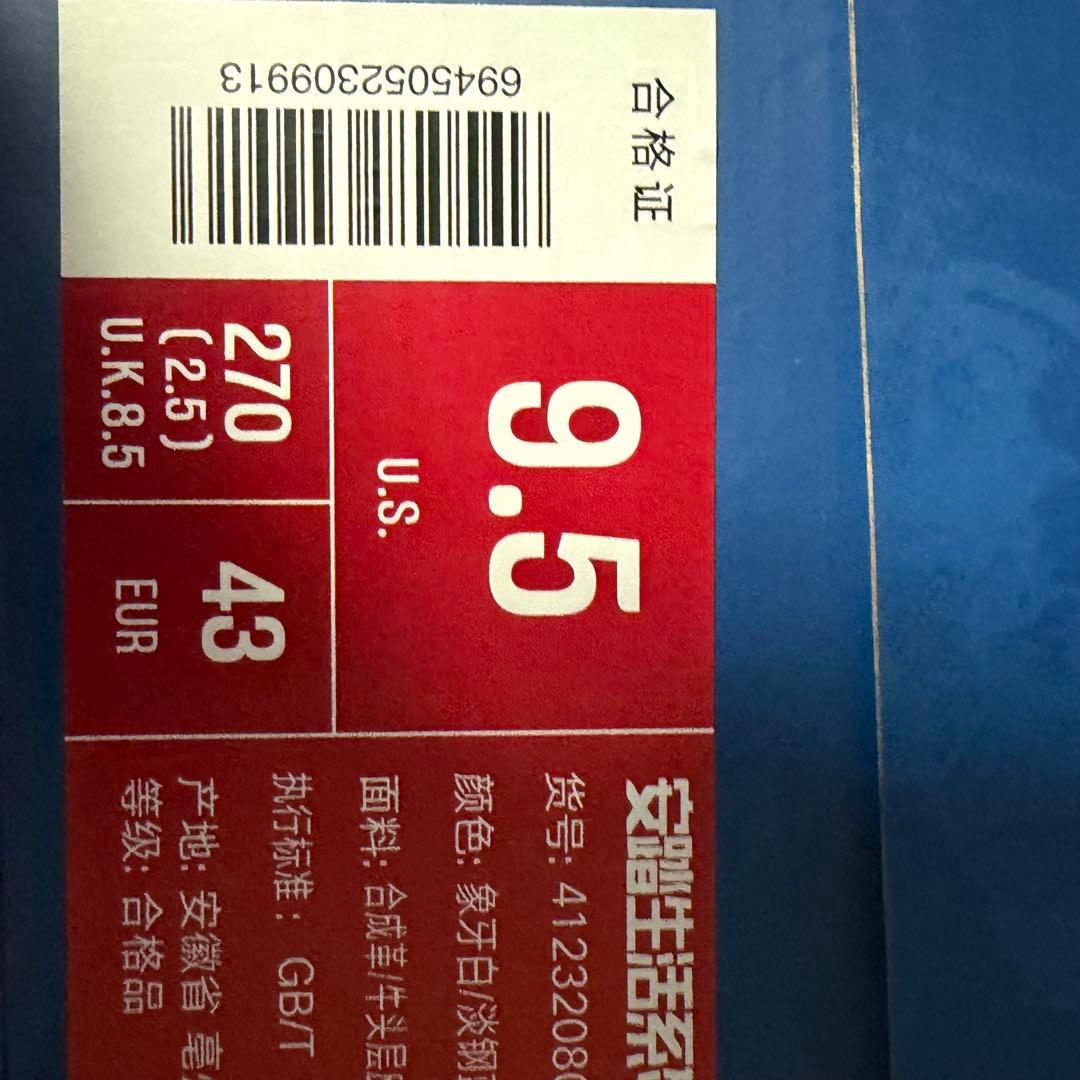 合格证
6945052309913
9.5
U.S.
270
(2.5)
U.K.8.5
43
EUR
安踏生活系
货号: 4123208
颜色: 象牙白/淡钢
面料: 合成革/牛头层
执行标准: GB/T
产地: 安徽省 亳
等级: 合格品